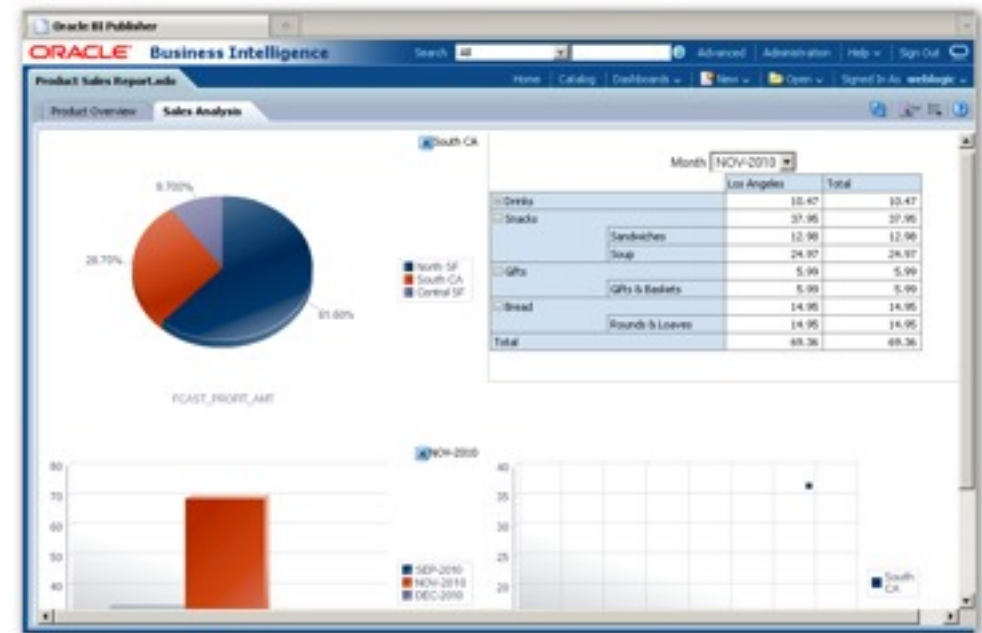 Oracle BI Publisher
ORACLE Business Intelligence
Search All
Advanced Administration Help Sign Out
Product Sales Report.xdo
Home Catalog Dashboards New Open Signed In As weblogic
Product Overview Sales Analysis
South CA
9.700%
28.70%
61.60%
North SF
South CA
Central SF
FCAST_PROFIT_AMT
Month NOV-2010
Los Angeles Total
Drinks 10.47 10.47
Snacks 37.95 37.95
Sandwiches 12.98 12.98
Soup 24.97 24.97
Gifts 5.99 5.99
Gifts & Baskets 5.99 5.99
Bread 14.95 14.95
Rounds & Loaves 14.95 14.95
Total 69.36 69.36
NOV-2010
80
70
60
50
40
SEP-2010
NOV-2010
DEC-2010
40
35
30
25
20
South
CA